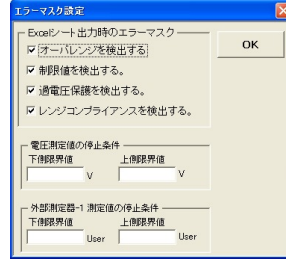 エラーマスク設定
Excelシート出力時のエラーマスク
オーバレンジを検出する
OK
制限値を検出する。
過電圧保護を検出する。
レンジコンプライアンスを検出する。
電圧測定値の停止条件
下側限界値 上側限界値
V V
外部測定器-1 測定値の停止条件
下側限界値 上側限界値
User User